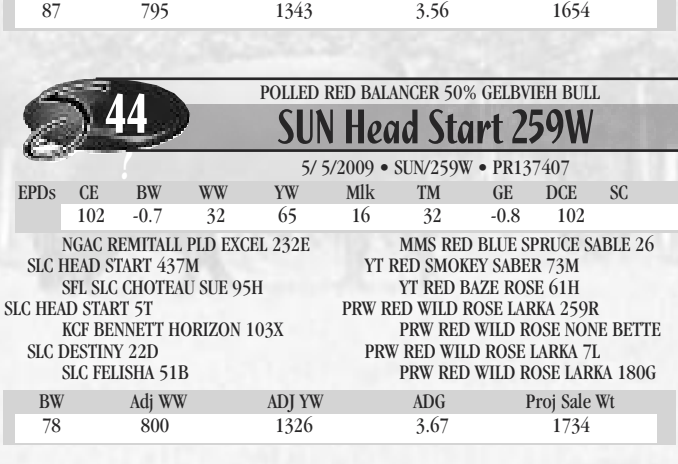 87 795 1343 3.56 1654
44
POLLED RED BALANCER 50% GELBVIEH BULL
SUN Head Start 259W
5/ 5/2009 • SUN/259W • PR137407
EPDs CE BW WW YW Mlk TM GE DCE SC
102 -0.7 32 65 16 32 -0.8 102
NGAC REMITALL PLD EXCEL 232E MMS RED BLUE SPRUCE SABLE 26
SLC HEAD START 437M YT RED SMOKEY SABER 73M
SFL SLC CHOTEAU SUE 95H YT RED BAZE ROSE 61H
SLC HEAD START 5T PRW RED WILD ROSE LARKA 259R
KCF BENNETT HORIZON 103X PRW RED WILD ROSE NONE BETTE
SLC DESTINY 22D PRW RED WILD ROSE LARKA 7L
SLC FELISHA 51B PRW RED WILD ROSE LARKA 180G
BW Adj WW ADJ YW ADG Proj Sale Wt
78 800 1326 3.67 1734